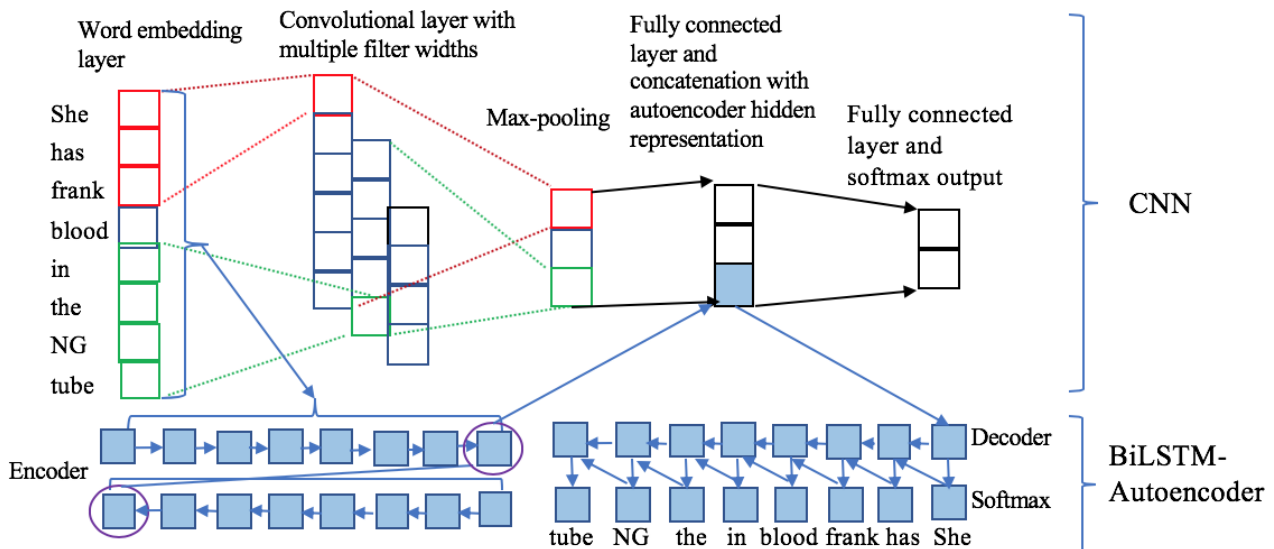 Word embedding
layer
Convolutional layer with
multiple filter widths
Max-pooling
Fully connected
layer and
concatenation with
autoencoder hidden
representation
Fully connected
layer and
softmax output
CNN
She
has
frank
blood
in
the
NG
tube
Encoder
Decoder
Softmax
tube NG the in blood frank has She
BiLSTM-
Autoencoder